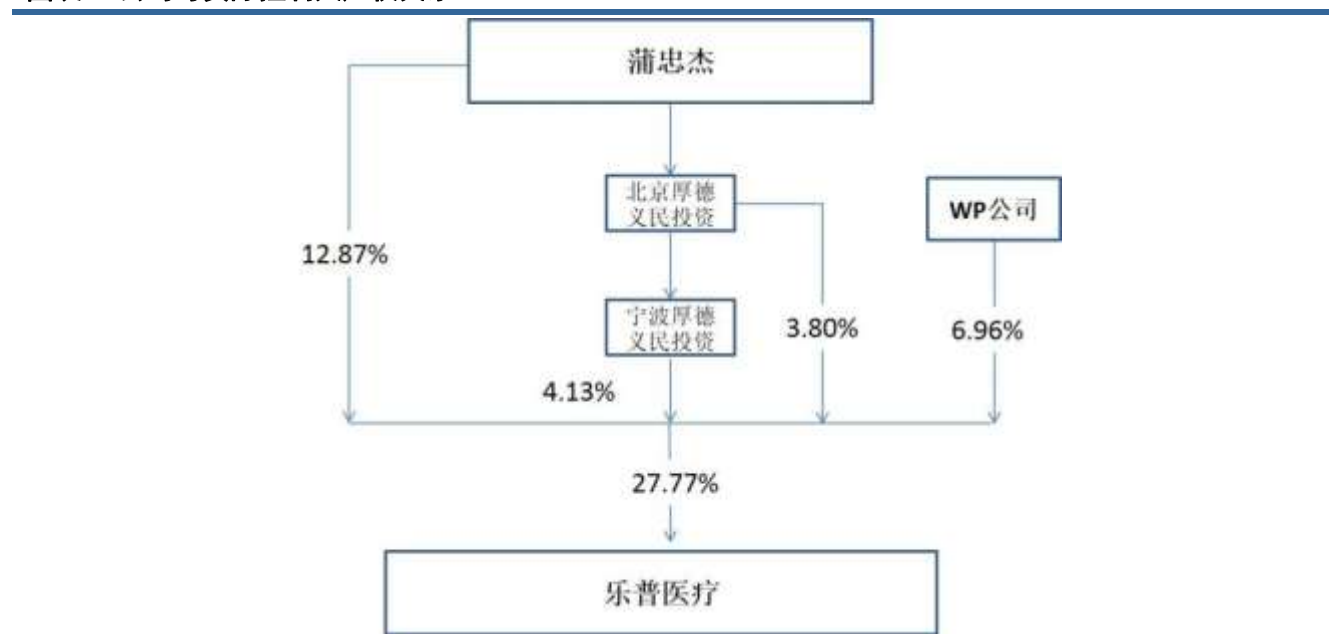 蒲忠杰
北京厚德
义民投资
WP公司
12.87%
宁波厚德
义民投资
3.80%
6.96%
4.13%
27.77%
乐普医疗